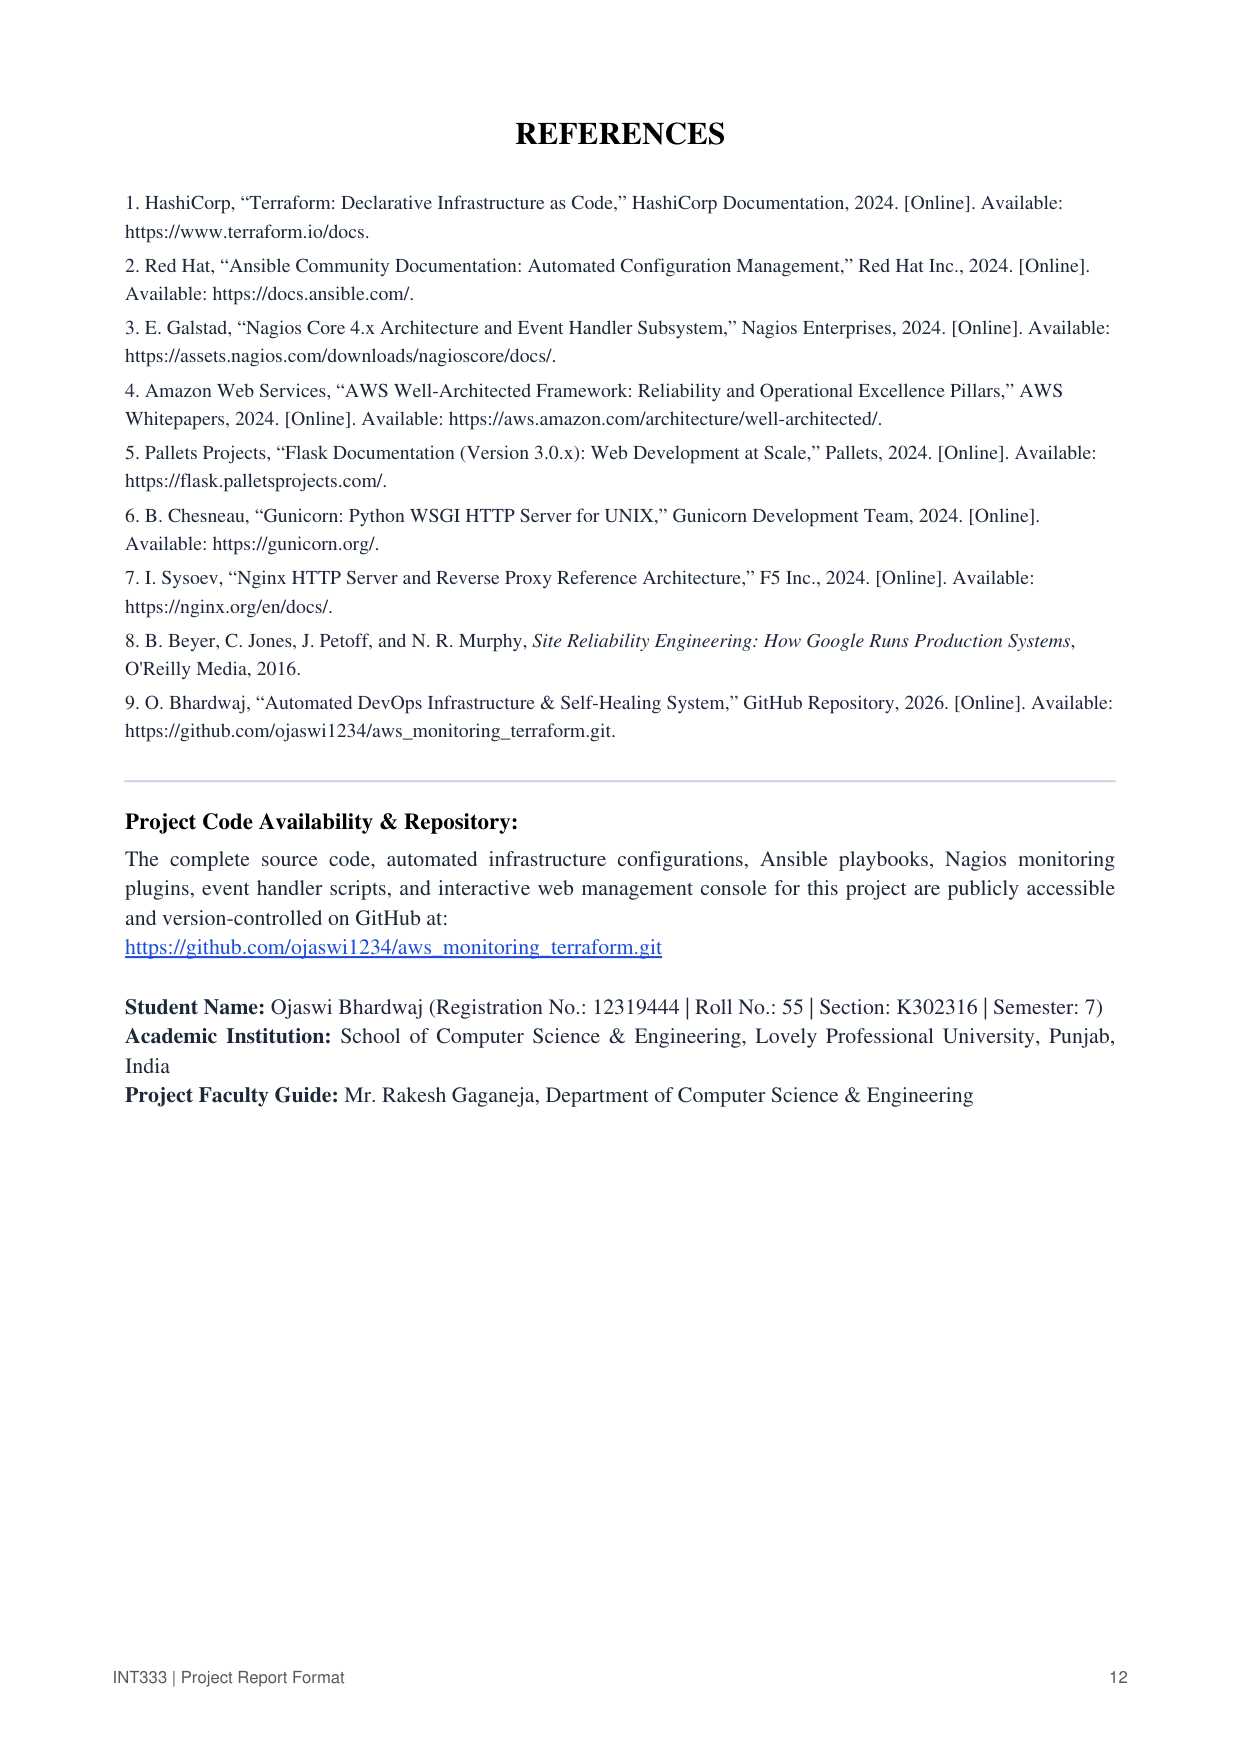 REFERENCES
1. HashiCorp, “Terraform: Declarative Infrastructure as Code,” HashiCorp Documentation, 2024. [Online]. Available:
https://www.terraform.io/docs.
2. Red Hat, “Ansible Community Documentation: Automated Configuration Management,” Red Hat Inc., 2024. [Online].
Available: https://docs.ansible.com/.
3. E. Galstad, “Nagios Core 4.x Architecture and Event Handler Subsystem,” Nagios Enterprises, 2024. [Online]. Available:
https://assets.nagios.com/downloads/nagioscore/docs/.
4. Amazon Web Services, “AWS Well-Architected Framework: Reliability and Operational Excellence Pillars,” AWS
Whitepapers, 2024. [Online]. Available: https://aws.amazon.com/architecture/well-architected/.
5. Pallets Projects, “Flask Documentation (Version 3.0.x): Web Development at Scale,” Pallets, 2024. [Online]. Available:
https://flask.palletsprojects.com/.
6. B. Chesneau, “Gunicorn: Python WSGI HTTP Server for UNIX,” Gunicorn Development Team, 2024. [Online].
Available: https://gunicorn.org/.
7. I. Sysoev, “Nginx HTTP Server and Reverse Proxy Reference Architecture,” F5 Inc., 2024. [Online]. Available:
https://nginx.org/en/docs/.
8. B. Beyer, C. Jones, J. Petoff, and N. R. Murphy, Site Reliability Engineering: How Google Runs Production Systems,
O'Reilly Media, 2016.
9. O. Bhardwaj, “Automated DevOps Infrastructure & Self-Healing System,” GitHub Repository, 2026. [Online]. Available:
https://github.com/ojaswi1234/aws_monitoring_terraform.git.
Project Code Availability & Repository:
The complete source code, automated infrastructure configurations, Ansible playbooks, Nagios monitoring
plugins, event handler scripts, and interactive web management console for this project are publicly accessible
and version-controlled on GitHub at:
https://github.com/ojaswi1234/aws_monitoring_terraform.git
Student Name: Ojaswi Bhardwaj (Registration No.: 12319444 | Roll No.: 55 | Section: K302316 | Semester: 7)
Academic Institution: School of Computer Science & Engineering, Lovely Professional University, Punjab,
India
Project Faculty Guide: Mr. Rakesh Gaganeja, Department of Computer Science & Engineering
INT333 | Project Report Format
12